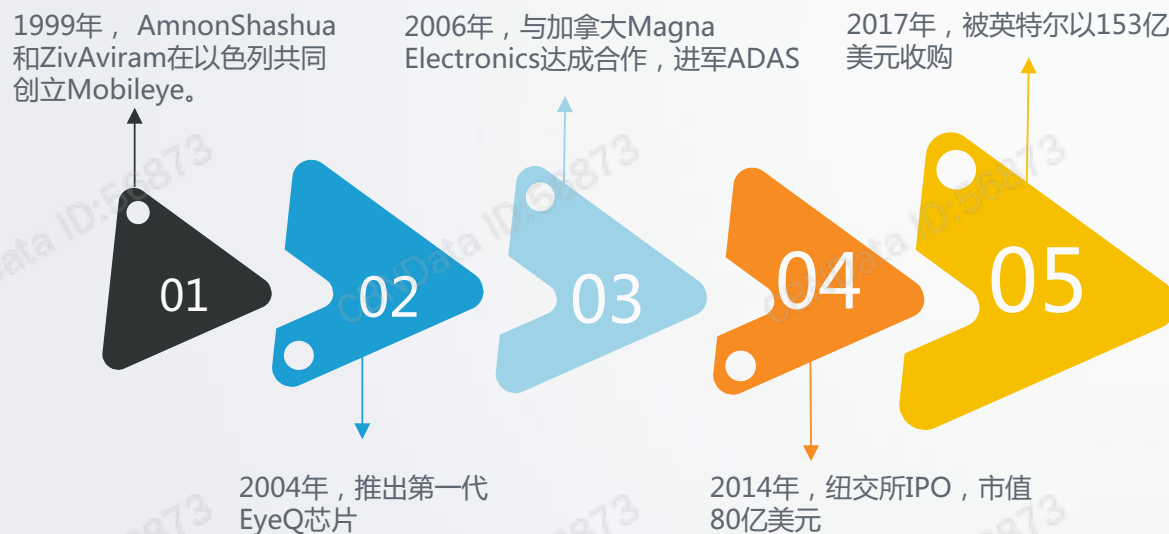 1999年，AmnonShashua
和ZivAviram在以色列共同
创立Mobileye。
2006年，与加拿大Magna
Electronics达成合作，进军ADAS
2017年，被英特尔以153亿
美元收购
01
02
03
04
05
2004年，推出第一代
EyeQ芯片
2014年，纽交所IPO，市值
80亿美元